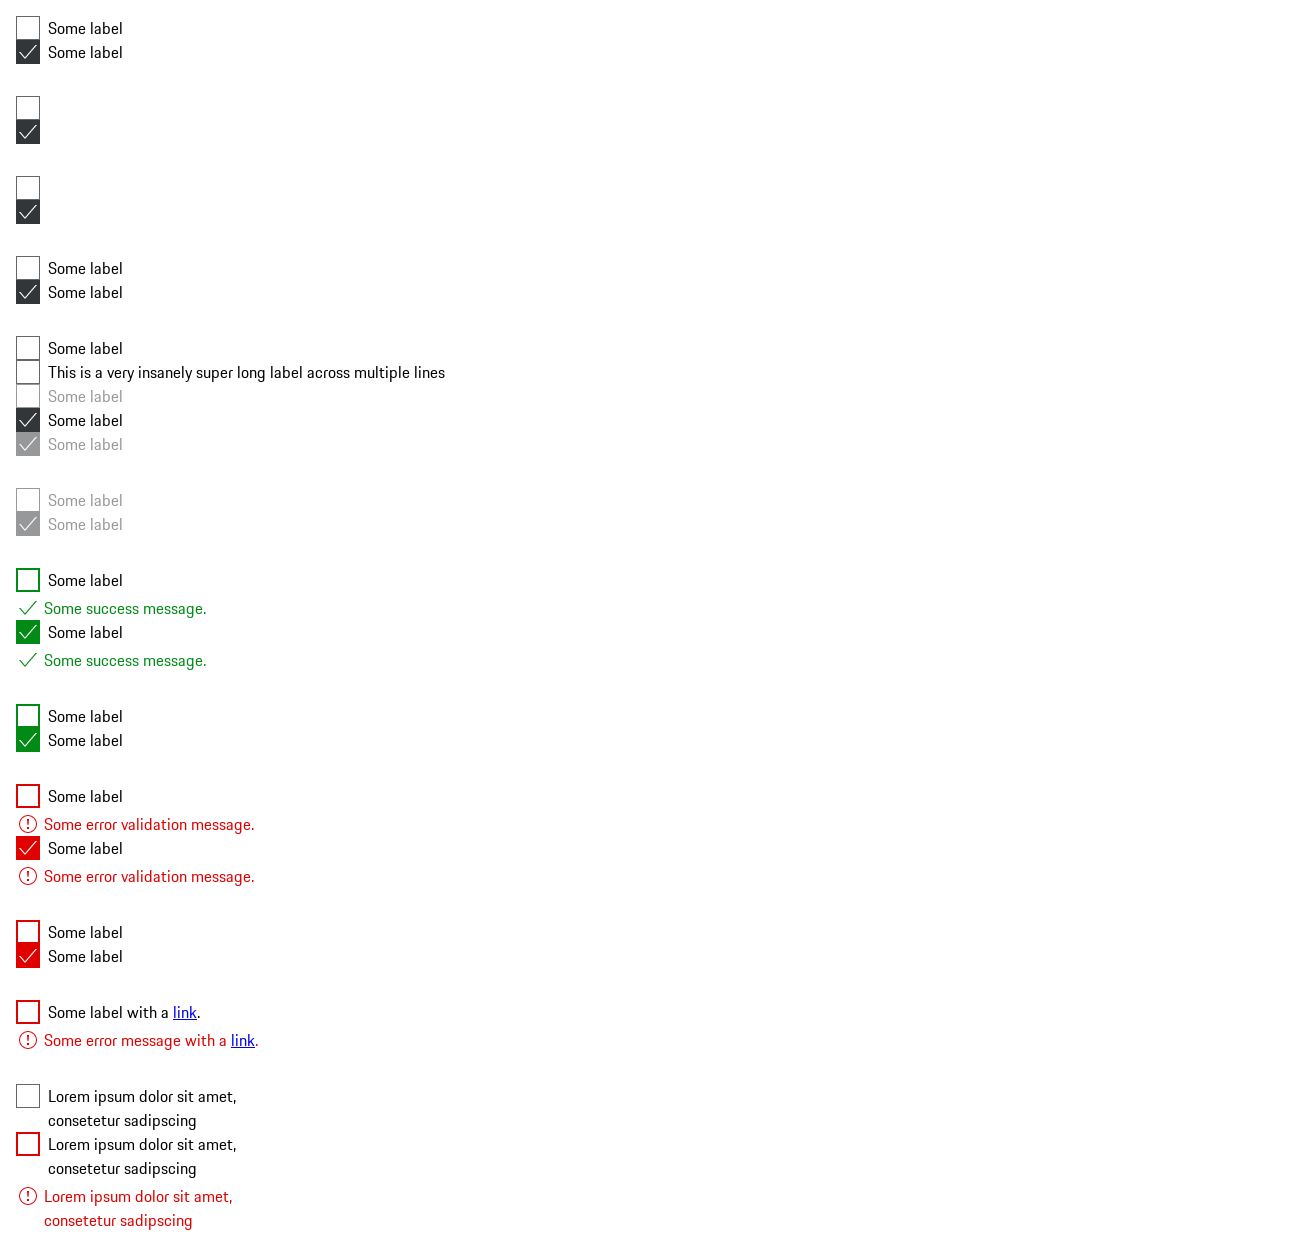 Some label
Some label
Some label
Some label
Some label
This is a very insanely super long label across multiple lines
Some label
Some label
Some label
Some label
Some label
Some label
Some success message.
Some label
Some success message.
Some label
Some label
Some label
Some error validation message.
Some label
Some error validation message.
Some label
Some label
Some label with a link.
Some error message with a link.
Lorem ipsum dolor sit amet,
consetetur sadipscing
Lorem ipsum dolor sit amet,
consetetur sadipscing
Lorem ipsum dolor sit amet,
consetetur sadipscing